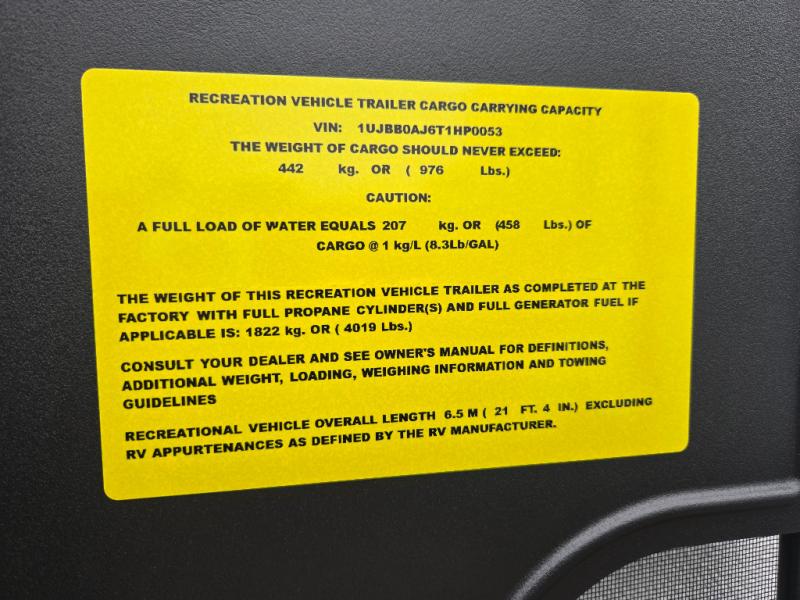 RECREATION VEHICLE TRAILER CARGO CARRYING CAPACITY
VIN: 1UJBB0AJ6T1HP0053
THE WEIGHT OF CARGO SHOULD NEVER EXCEED:
442 kg. OR ( 976 Lbs.)
CAUTION:
A FULL LOAD OF WATER EQUALS 207 kg. OR (458 Lbs.) OF
CARGO @ 1 kg/L (8.3Lb/GAL)
THE WEIGHT OF THIS RECREATION VEHICLE TRAILER AS COMPLETED AT THE
FACTORY WITH FULL PROPANE CYLINDER(S) AND FULL GENERATOR FUEL IF
APPLICABLE IS: 1822 kg. OR ( 4019 Lbs.)
CONSULT YOUR DEALER AND SEE OWNER'S MANUAL FOR DEFINITIONS,
ADDITIONAL WEIGHT, LOADING, WEIGHING INFORMATION AND TOWING
GUIDELINES
RECREATIONAL VEHICLE OVERALL LENGTH 6.5 M ( 21 FT. 4 IN.) EXCLUDING
RV APPURTENANCES AS DEFINED BY THE RV MANUFACTURER.